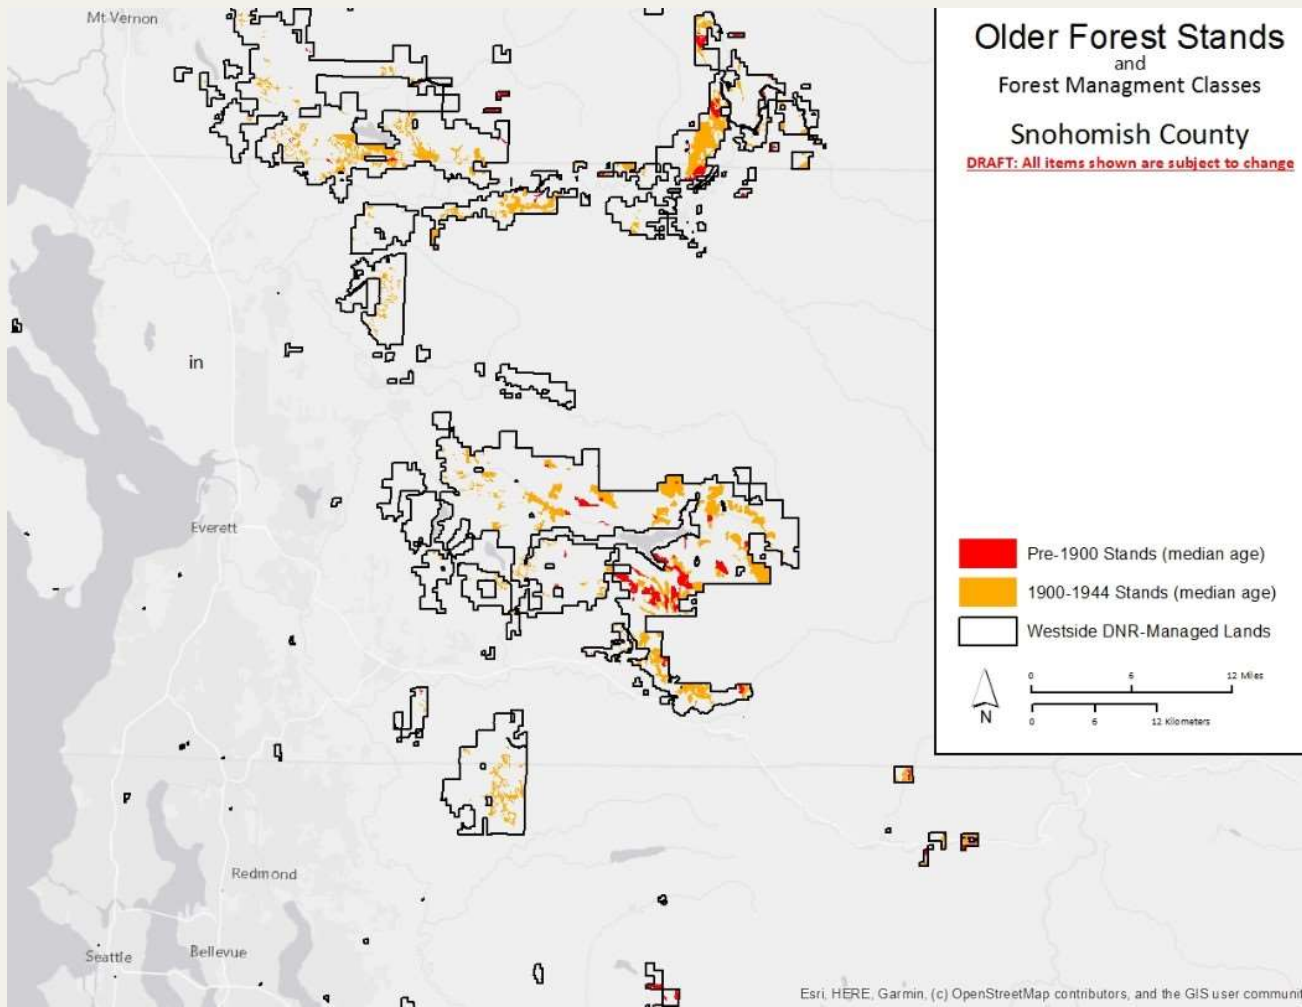 Mt Vernon
Older Forest Stands
and
Forest Managment Classes
Snohomish County
DRAFT: All items shown are subject to change
in
Everett
Pre-1900 Stands (median age)
1900-1944 Stands (median age)
Westside DNR-Managed Lands
0 6 12 Miles
0 6 12 Kilometers
N
Redmond
Seattle
Bellevue
Esri, HERE, Garmin, (c) OpenStreetMap contributors, and the GIS user communit